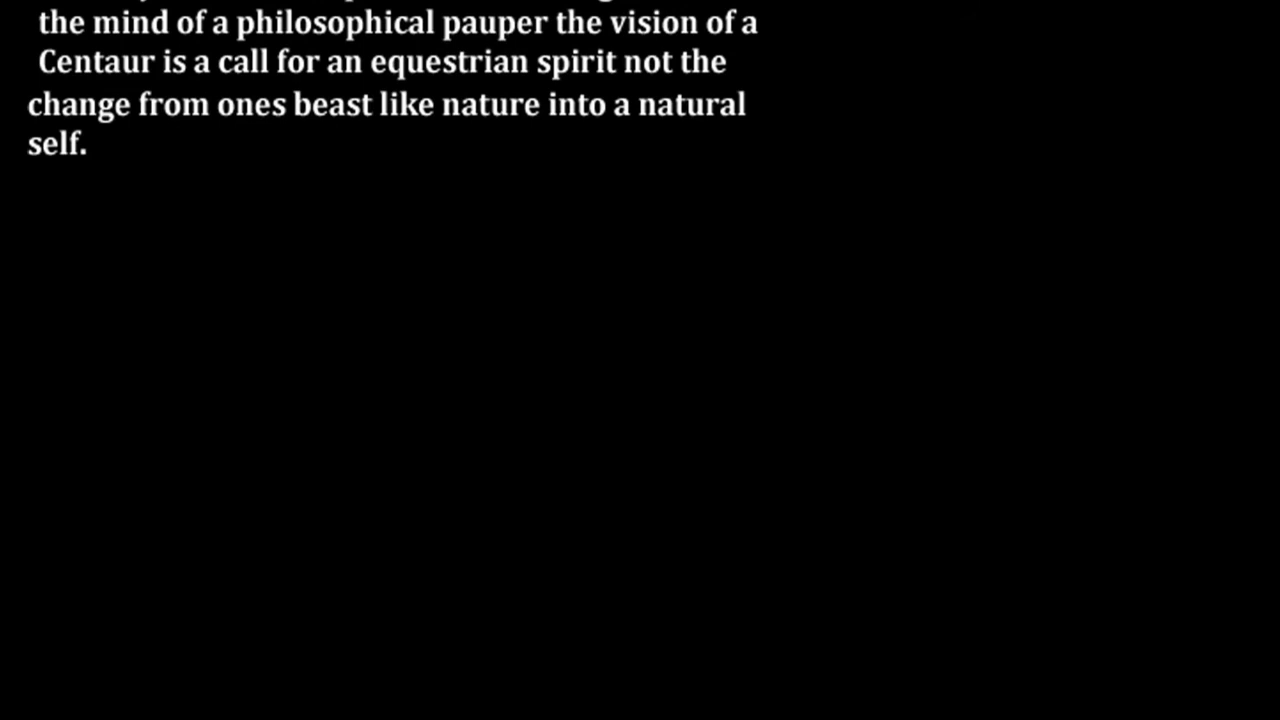 the mind of a philosophical pauper the vision of a
Centaur is a call for an equestrian spirit not the
change from ones beast like nature into a natural
self.